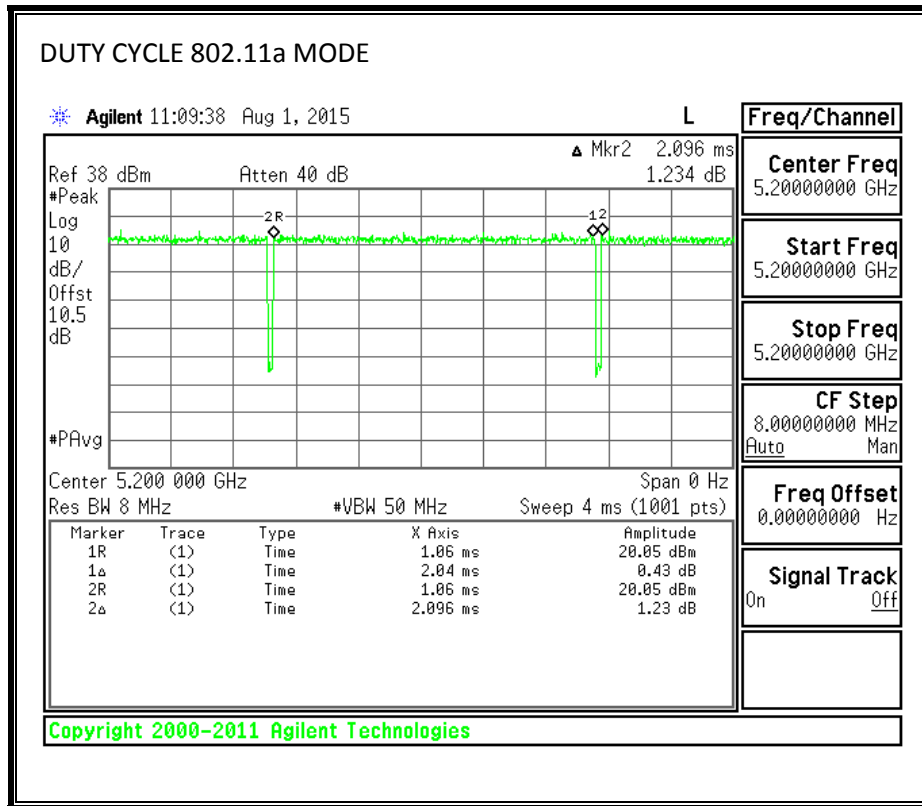 DUTY CYCLE 802.11a MODE
Agilent 11:09:38 Aug 1, 2015 L
Freq/Channel
Δ Mkr2 2.096 ms
Ref 38 dBm Atten 40 dB 1.234 dB
#Peak
Log
10
dB/
Offst
10.5
dB
#PAvg
2R
1 2
Center 5.200 000 GHz Span 0 Hz
Res BW 8 MHz #VBW 50 MHz Sweep 4 ms (1001 pts)
Marker Trace Type X Axis Amplitude
1R (1) Time 1.06 ms 20.05 dBm
1Δ (1) Time 2.04 ms 0.43 dB
2R (1) Time 1.06 ms 20.05 dBm
2Δ (1) Time 2.096 ms 1.23 dB
Center Freq
5.20000000 GHz
Start Freq
5.20000000 GHz
Stop Freq
5.20000000 GHz
CF Step
8.00000000 MHz
Auto Man
Freq Offset
0.00000000 Hz
Signal Track
On Off
Copyright 2000-2011 Agilent Technologies